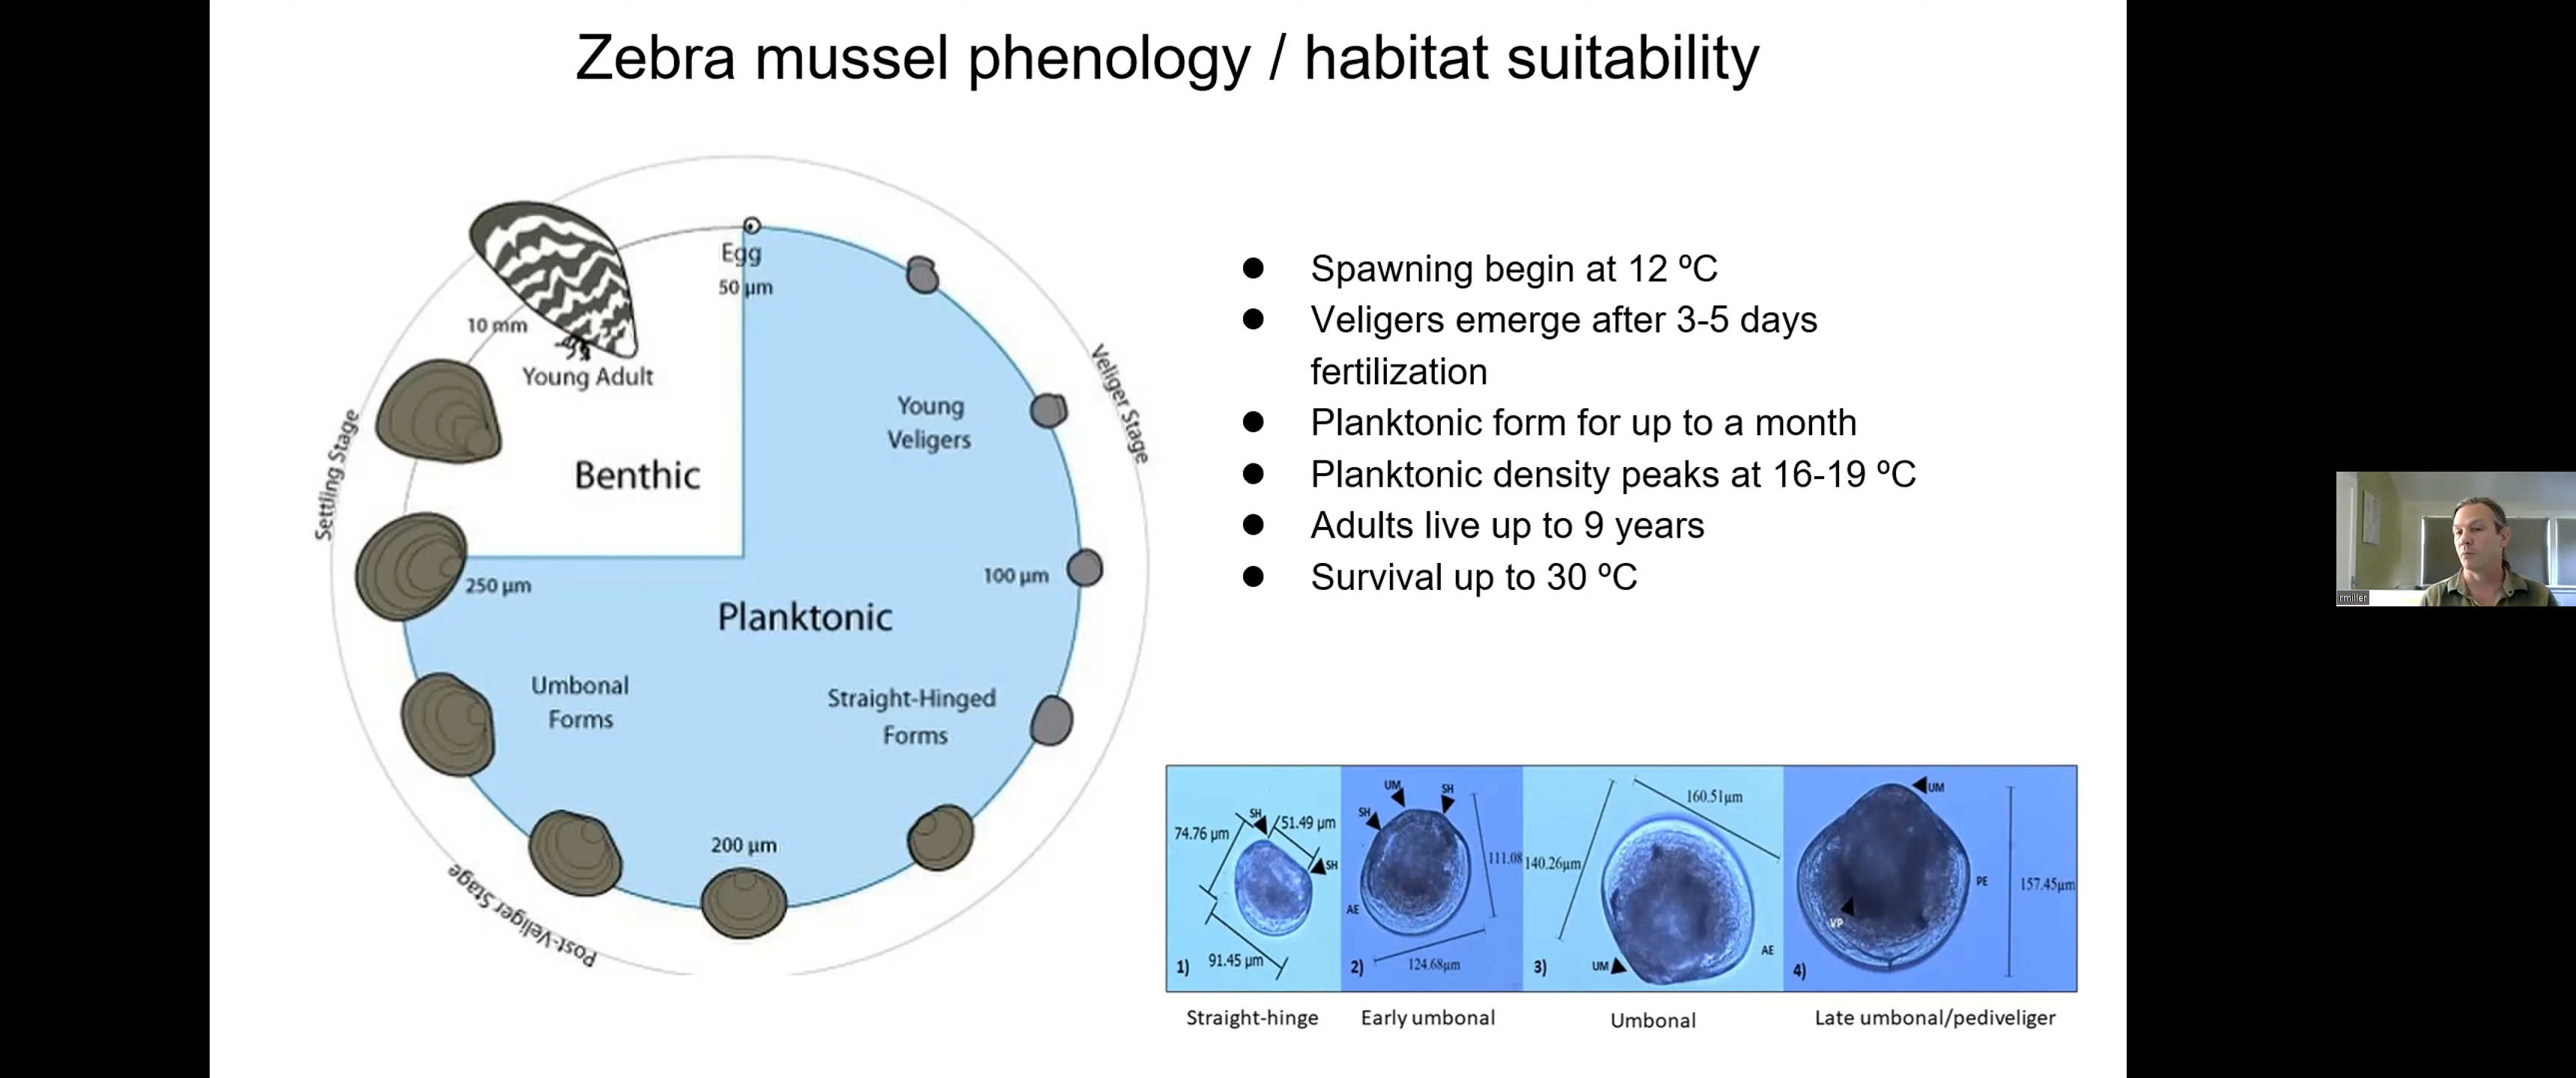 Zebra mussel phenology / habitat suitability
Egg
50 µm
10 mm
Young Adult
Benthic
Settling Stage
Young
Veligers
Veliger Stage
100 µm
250 µm
Planktonic
Umbonal
Forms
Straight-Hinged
Forms
200 µm
Post-Veliger Stage
● Spawning begin at 12 ºC
● Veligers emerge after 3-5 days
fertilization
● Planktonic form for up to a month
● Planktonic density peaks at 16-19 ºC
● Adults live up to 9 years
● Survival up to 30 ºC
rmiller
SH
74.76 µm
51.49 µm
SH
1)
91.45 µm
UM
SH
SH
111.08
AE
2)
124.68µm
160.51µm
140.26µm
AE
3)
UM
UM
PE
157.45µm
VP
4)
Straight-hinge
Early umbonal
Umbonal
Late umbonal/pediveliger